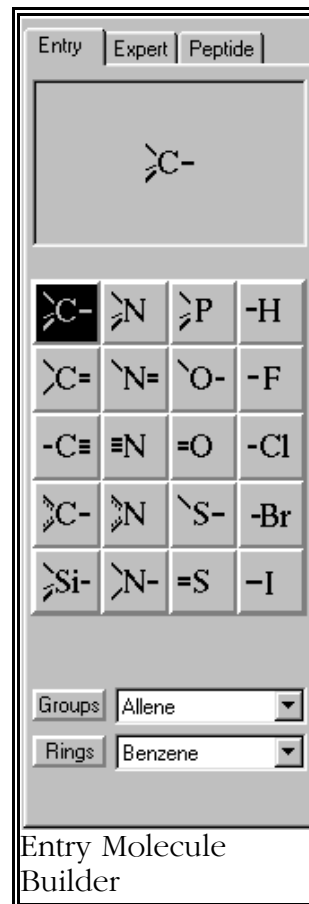 Entry Expert Peptide
C-
C- N P -H
C= N= O- -F
-C≡ ≡N =O -Cl
C- N S- -Br
Si- N- =S -I
Groups Allene
Rings Benzene
Entry Molecule
Builder